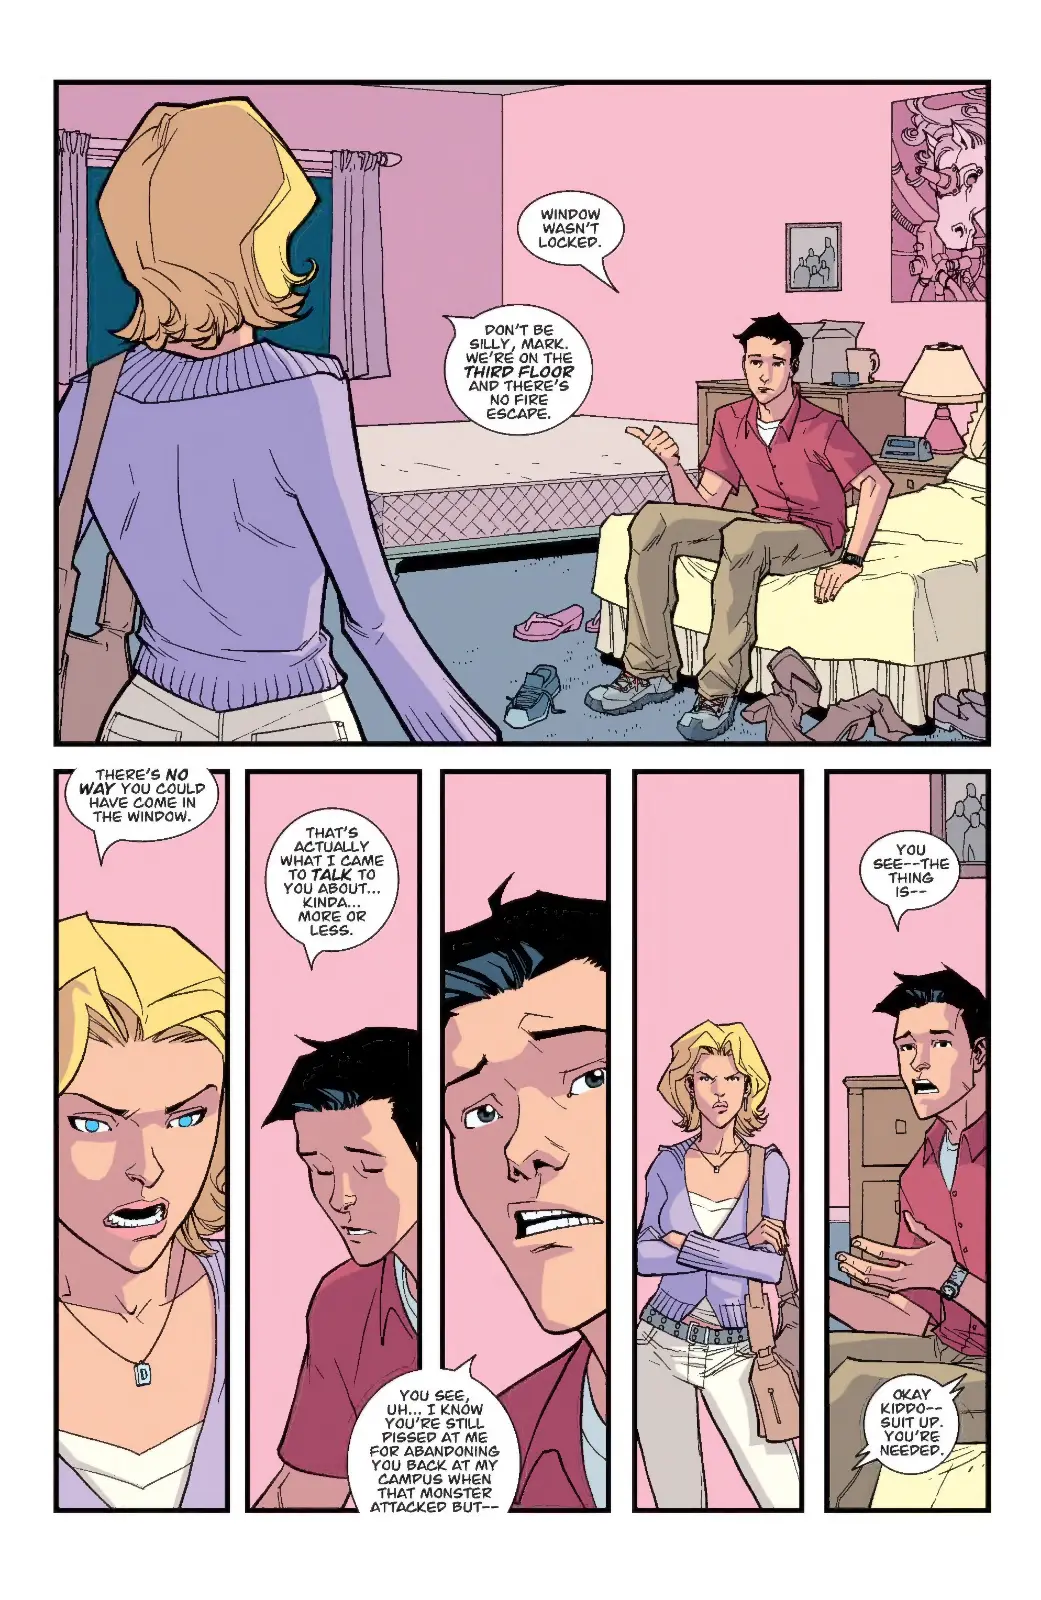 WINDOW
WASN'T
LOCKED.
DON'T BE
SILLY, MARK.
WE'RE ON THE
THIRD FLOOR
AND THERE'S
NO FIRE
ESCAPE.
THERE'S NO
WAY YOU COULD
HAVE COME IN
THE WINDOW.
THAT'S
ACTUALLY
WHAT I CAME
TO TALK TO
YOU ABOUT...
KINDA...
MORE OR
LESS.
D
YOU SEE,
UH... I KNOW
YOU'RE STILL
PISSED AT ME
FOR ABANDONING
YOU BACK AT MY
CAMPUS WHEN
THAT MONSTER
ATTACKED BUT--
YOU
SEE--THE
THING
IS--
OKAY
KIDDO--
SUIT UP.
YOU'RE
NEEDED.